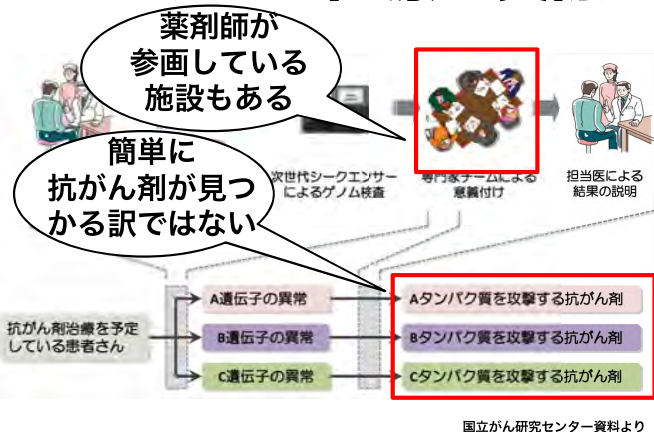 薬剤師が
参画している
施設もある
簡単に
抗がん剤が見つ
かる訳ではない
次世代シークエンサー
によるゲノム検査
専門家チームによる
意義付け
担当医による
結果の説明
抗がん剤治療を予定
している患者さん
A遺伝子の異常
Aタンパク質を攻撃する抗がん剤
B遺伝子の異常
Bタンパク質を攻撃する抗がん剤
C遺伝子の異常
Cタンパク質を攻撃する抗がん剤
国立がん研究センター資料より